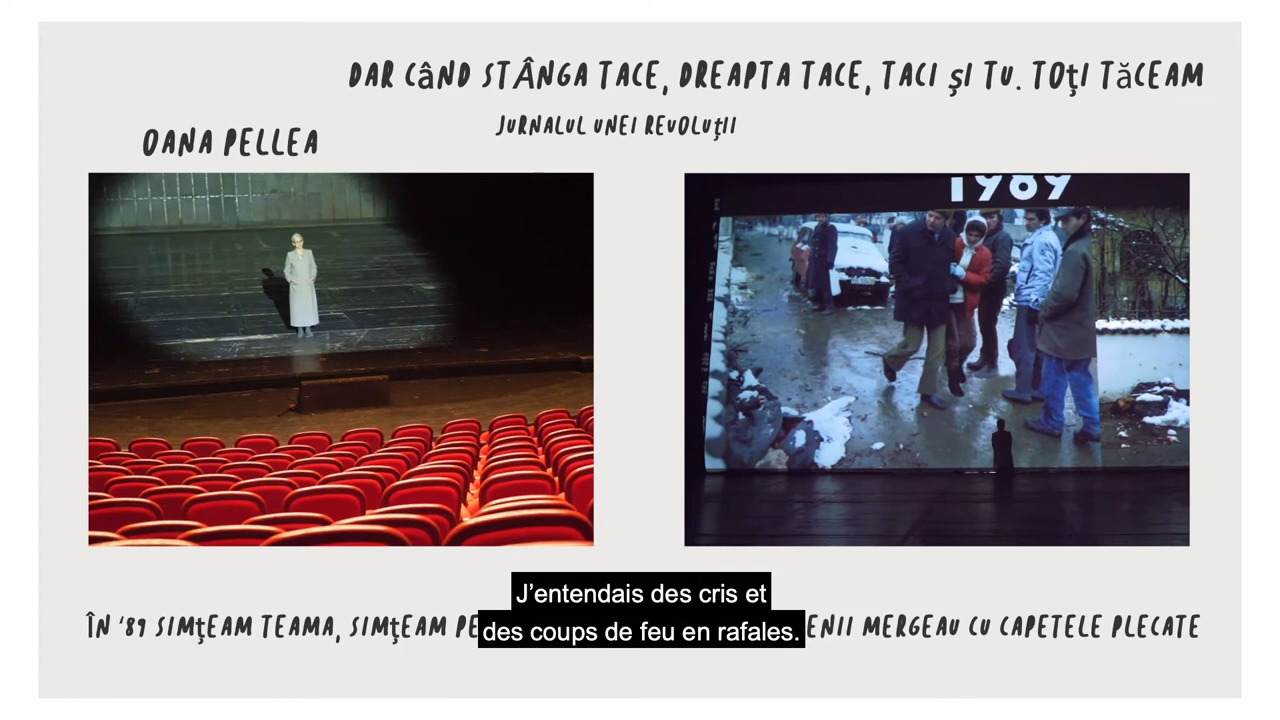 DAR CÂND STÂNGA TACE, DREAPTA TACE, TACI ŞI TU. TOŢI TĂCEAM
JURNALUL UNEI REVOLUŢII
OANA PELLEA
1989
J'entendais des cris et
des coups de feu en rafales.
ÎN '89 SIMŢEAM TEAMA, SIMŢEAM MERGEAU CU CAPETELE PLECATE